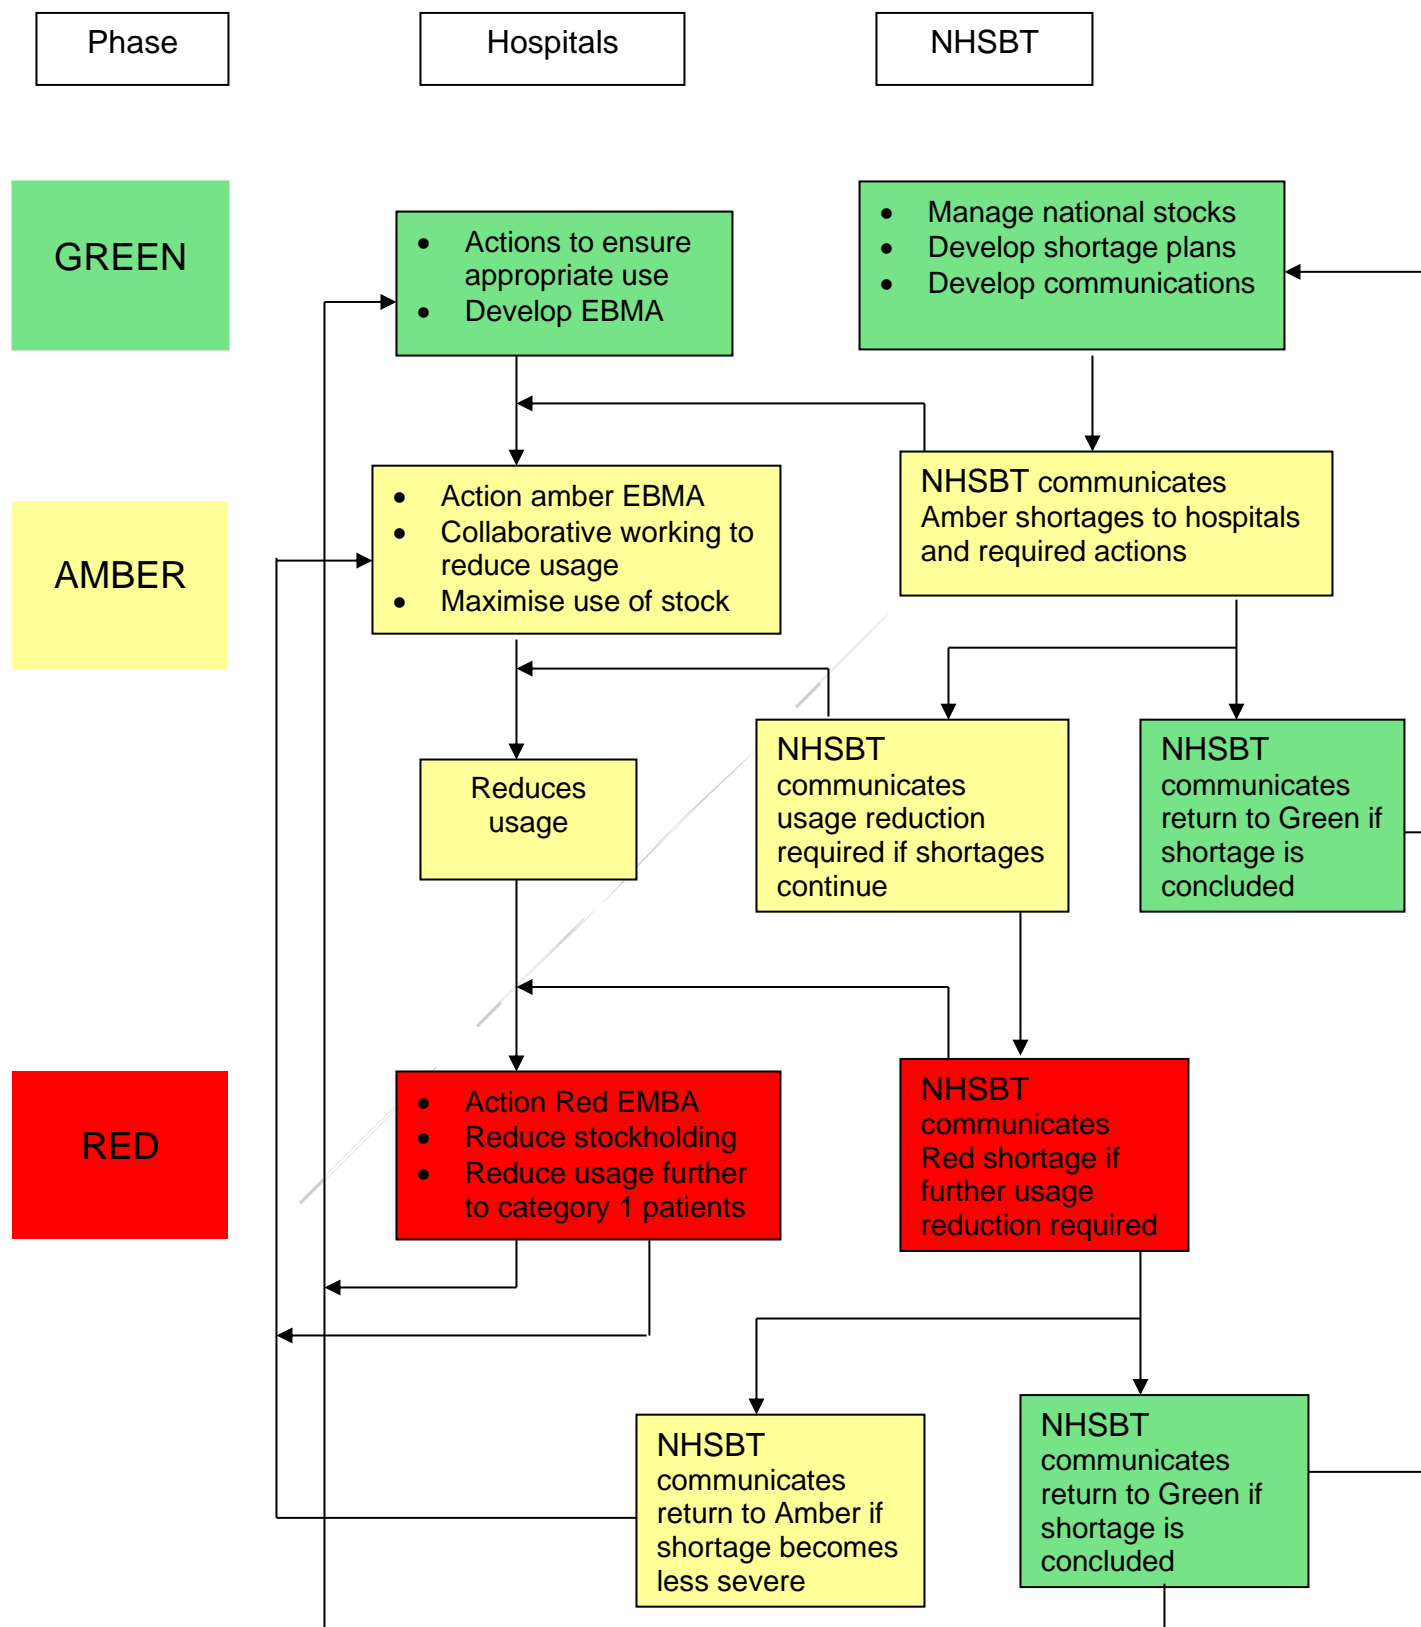 Phase
Hospitals
NHSBT
GREEN
• Actions to ensure
appropriate use
• Develop EBMA
• Manage national stocks
• Develop shortage plans
• Develop communications
AMBER
• Action amber EBMA
• Collaborative working to
reduce usage
• Maximise use of stock
NHSBT communicates
Amber shortages to hospitals
and required actions
Reduces
usage
NHSBT
communicates
usage reduction
required if shortages
continue
NHSBT
communicates
return to Green if
shortage is
concluded
RED
• Action Red EMBA
• Reduce stockholding
• Reduce usage further
to category 1 patients
NHSBT
communicates
Red shortage if
further usage
reduction required
NHSBT
communicates
return to Amber if
shortage becomes
less severe
NHSBT
communicates
return to Green if
shortage is
concluded